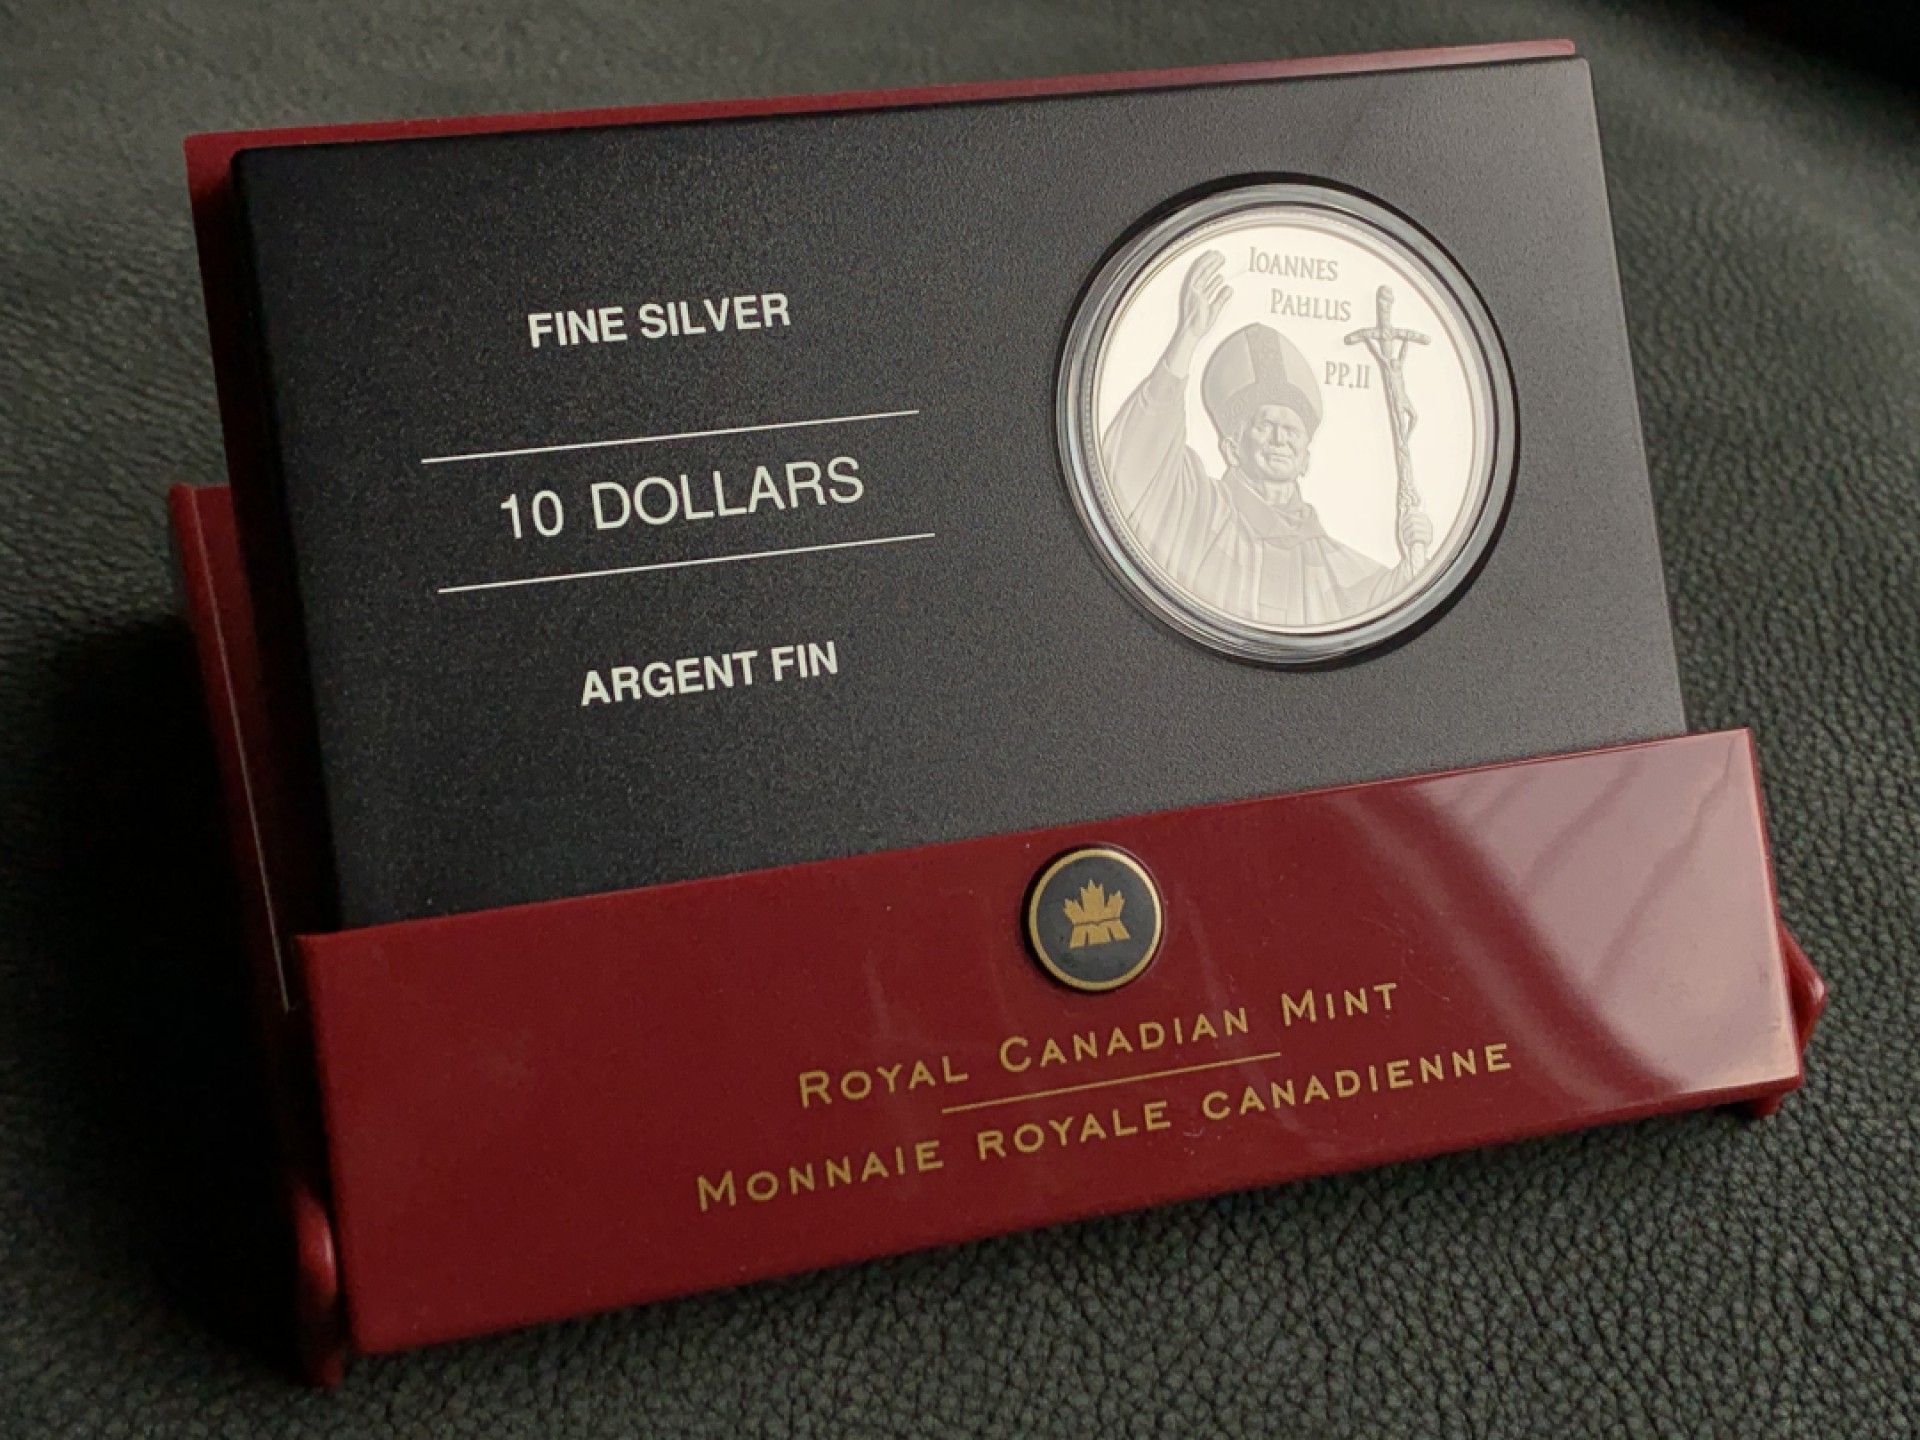 FINE SILVER
10 DOLLARS
ARGENT FIN
IOANNES
PAULUS
PP.II
ROYAL CANADIAN MINT
MONNAIE ROYALE CANADIENNE